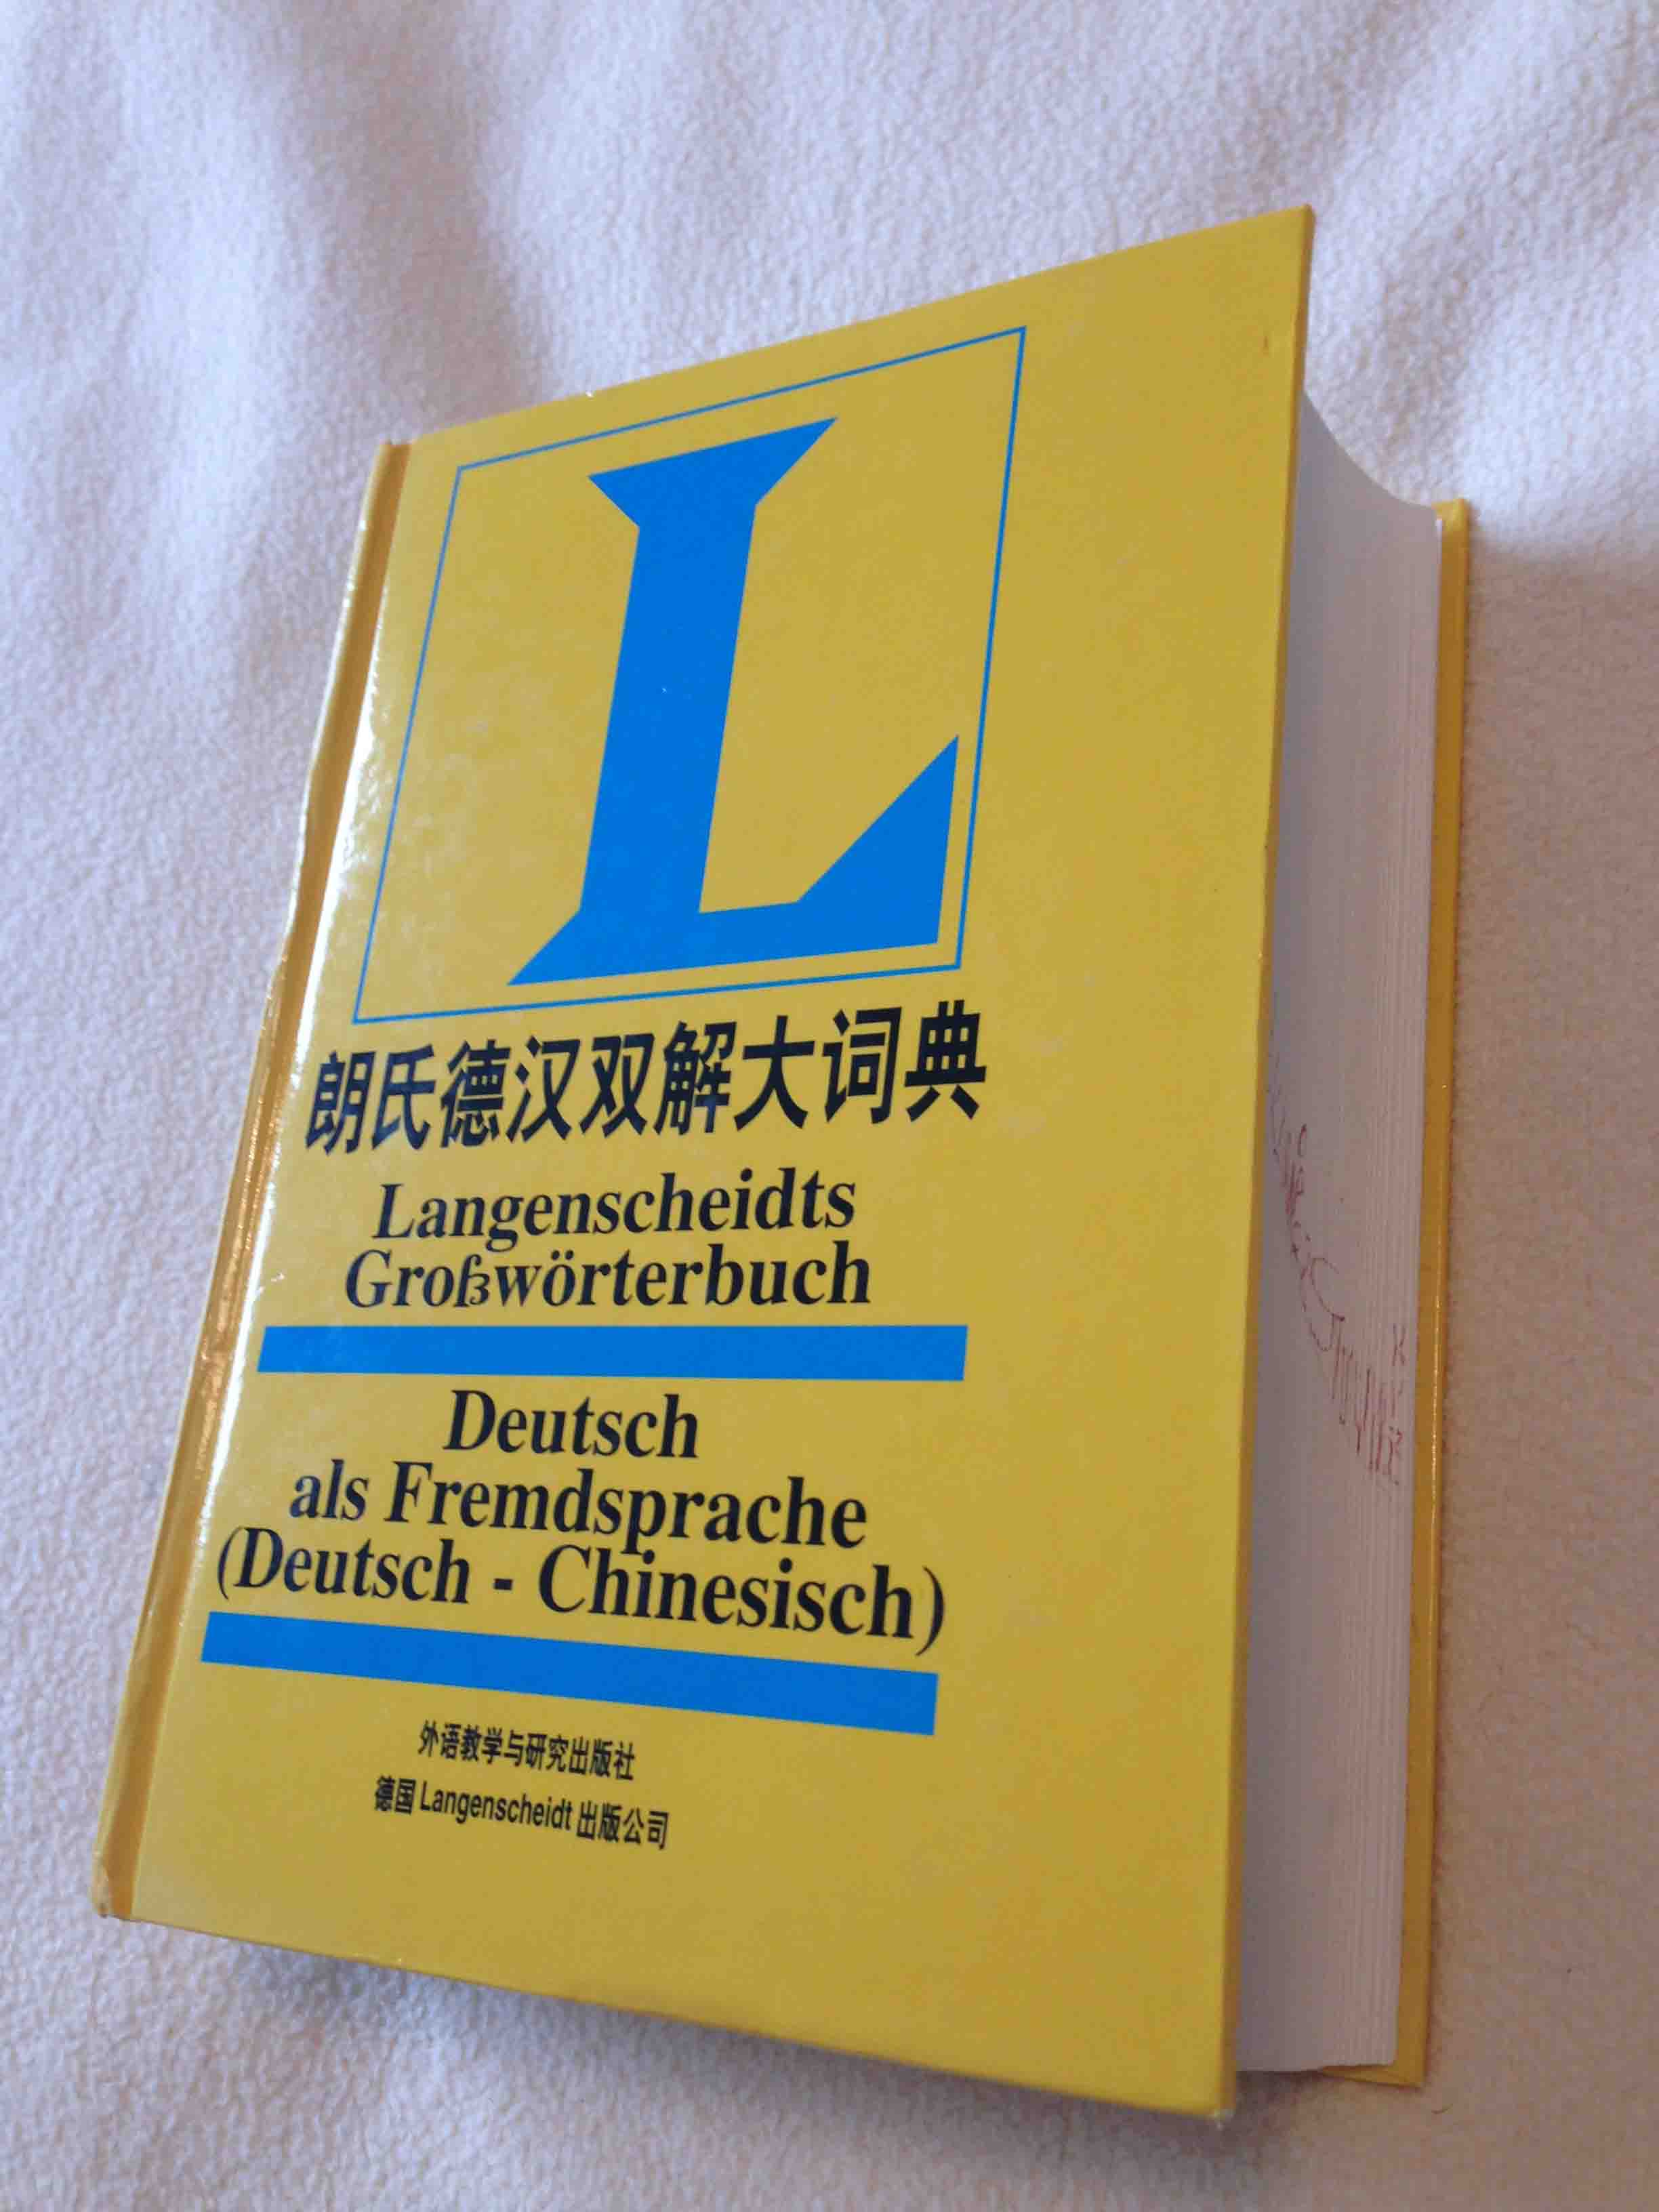 L
朗氏德汉双解大词典
Langenscheidts
Großwörterbuch
Deutsch
als Fremdsprache
(Deutsch - Chinesisch)
外语教学与研究出版社
德国 Langenscheidt 出版公司